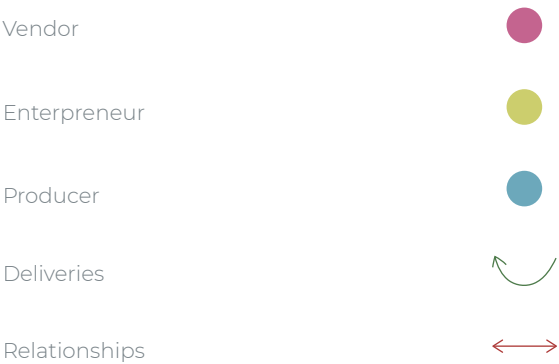 Vendor
Enterpreneur
Producer
Deliveries
Relationships